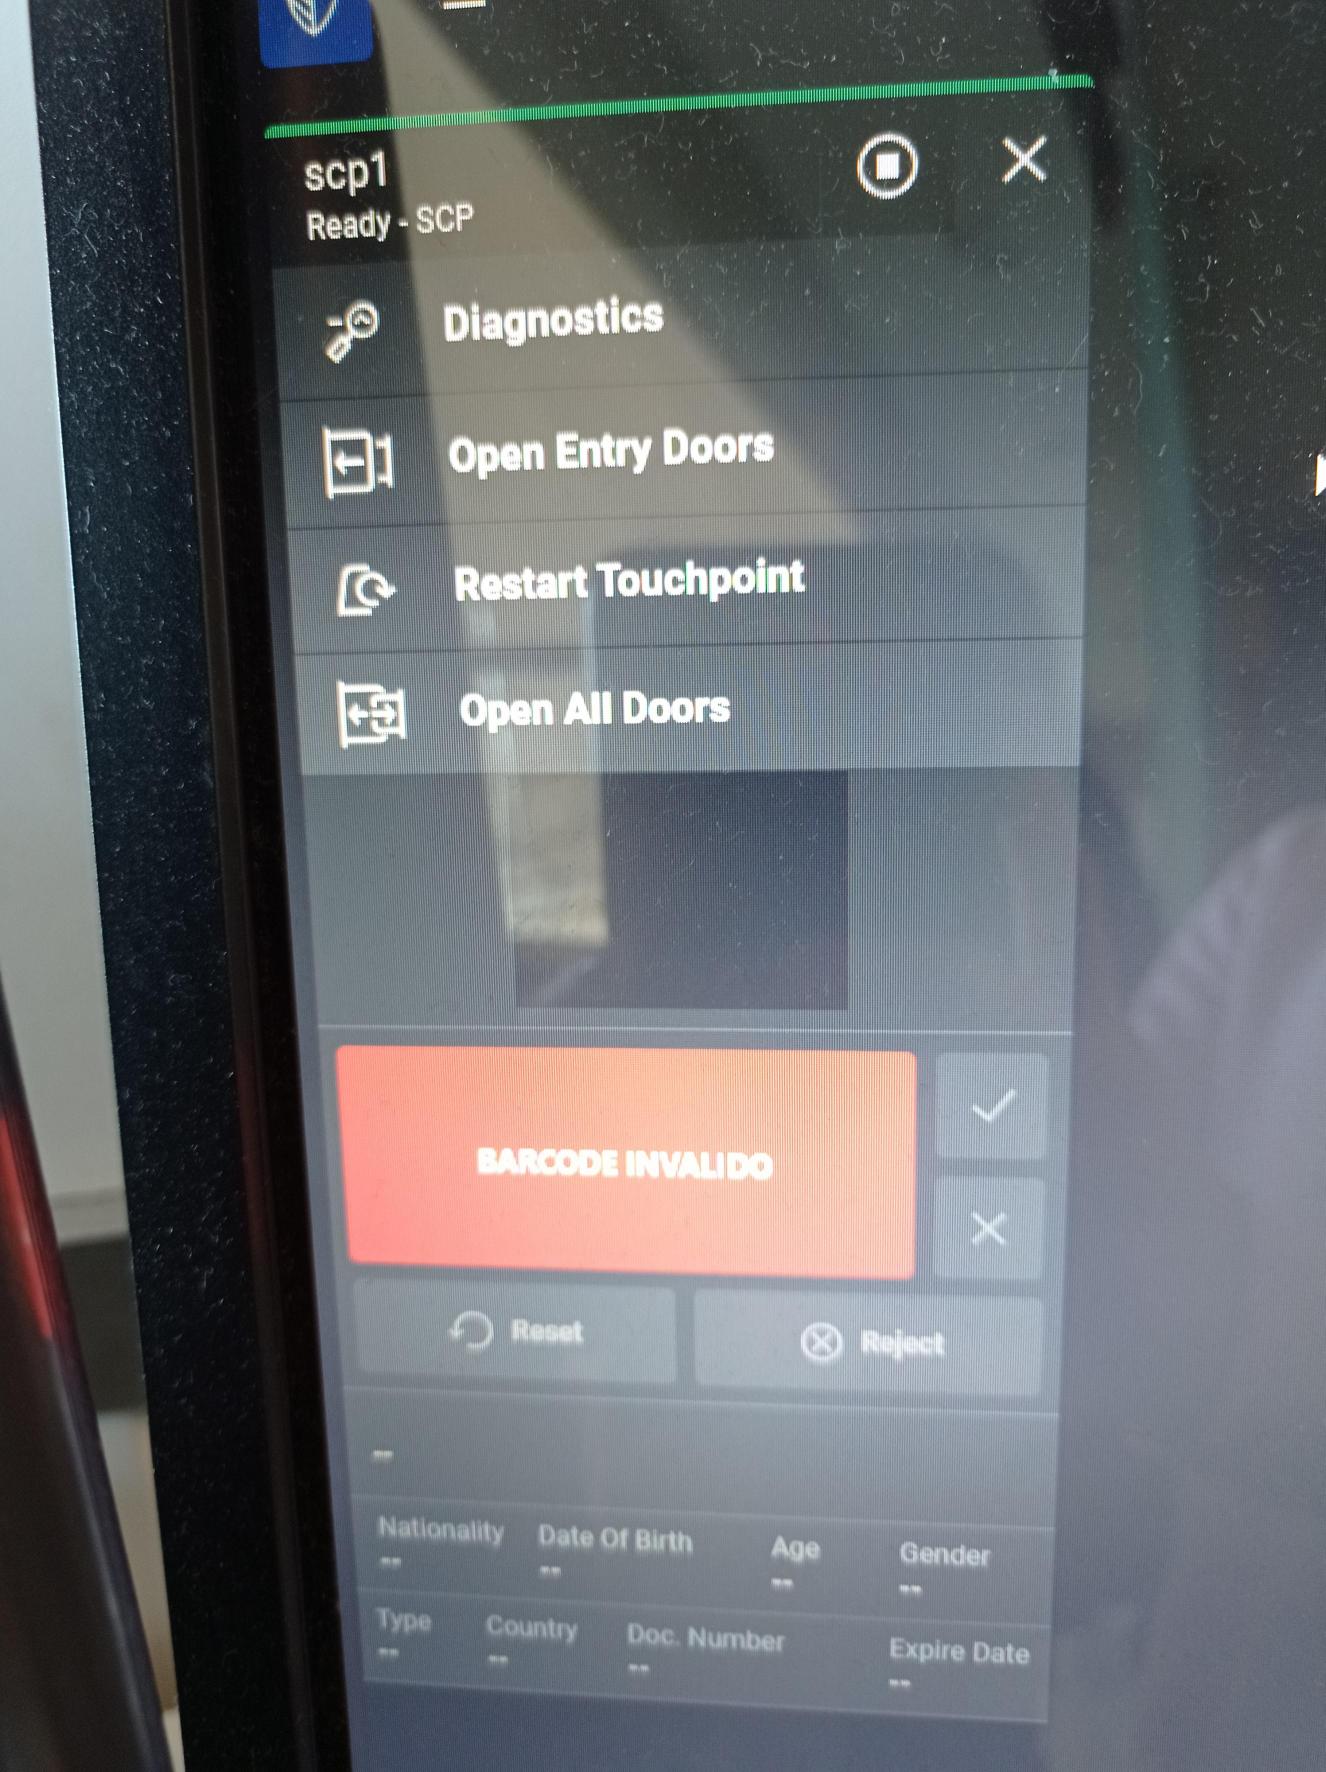 scp1
Ready - SCP
Diagnostics
Open Entry Doors
Restart Touchpoint
Open All Doors
BARCODE INVALIDO
Reset
Reject
--
Nationality Date Of Birth Age Gender
-- -- -- --
Type Country Doc. Number Expire Date
-- -- -- --